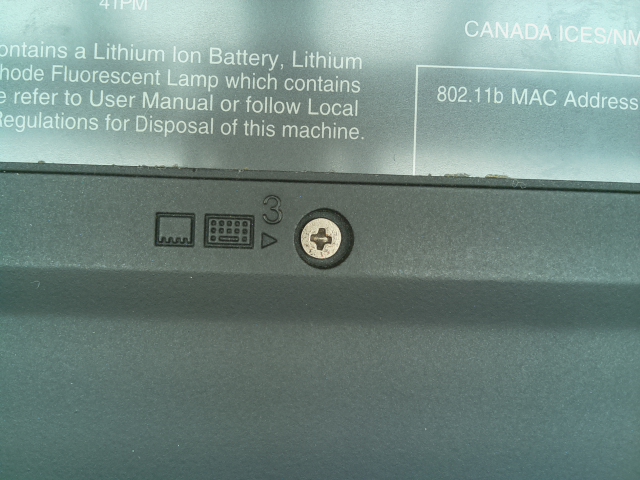 41PM
ontains a Lithium Ion Battery, Lithium
hode Fluorescent Lamp which contains
e refer to User Manual or follow Local
Regulations for Disposal of this machine.
CANADA ICES/NM
802.11b MAC Address
3